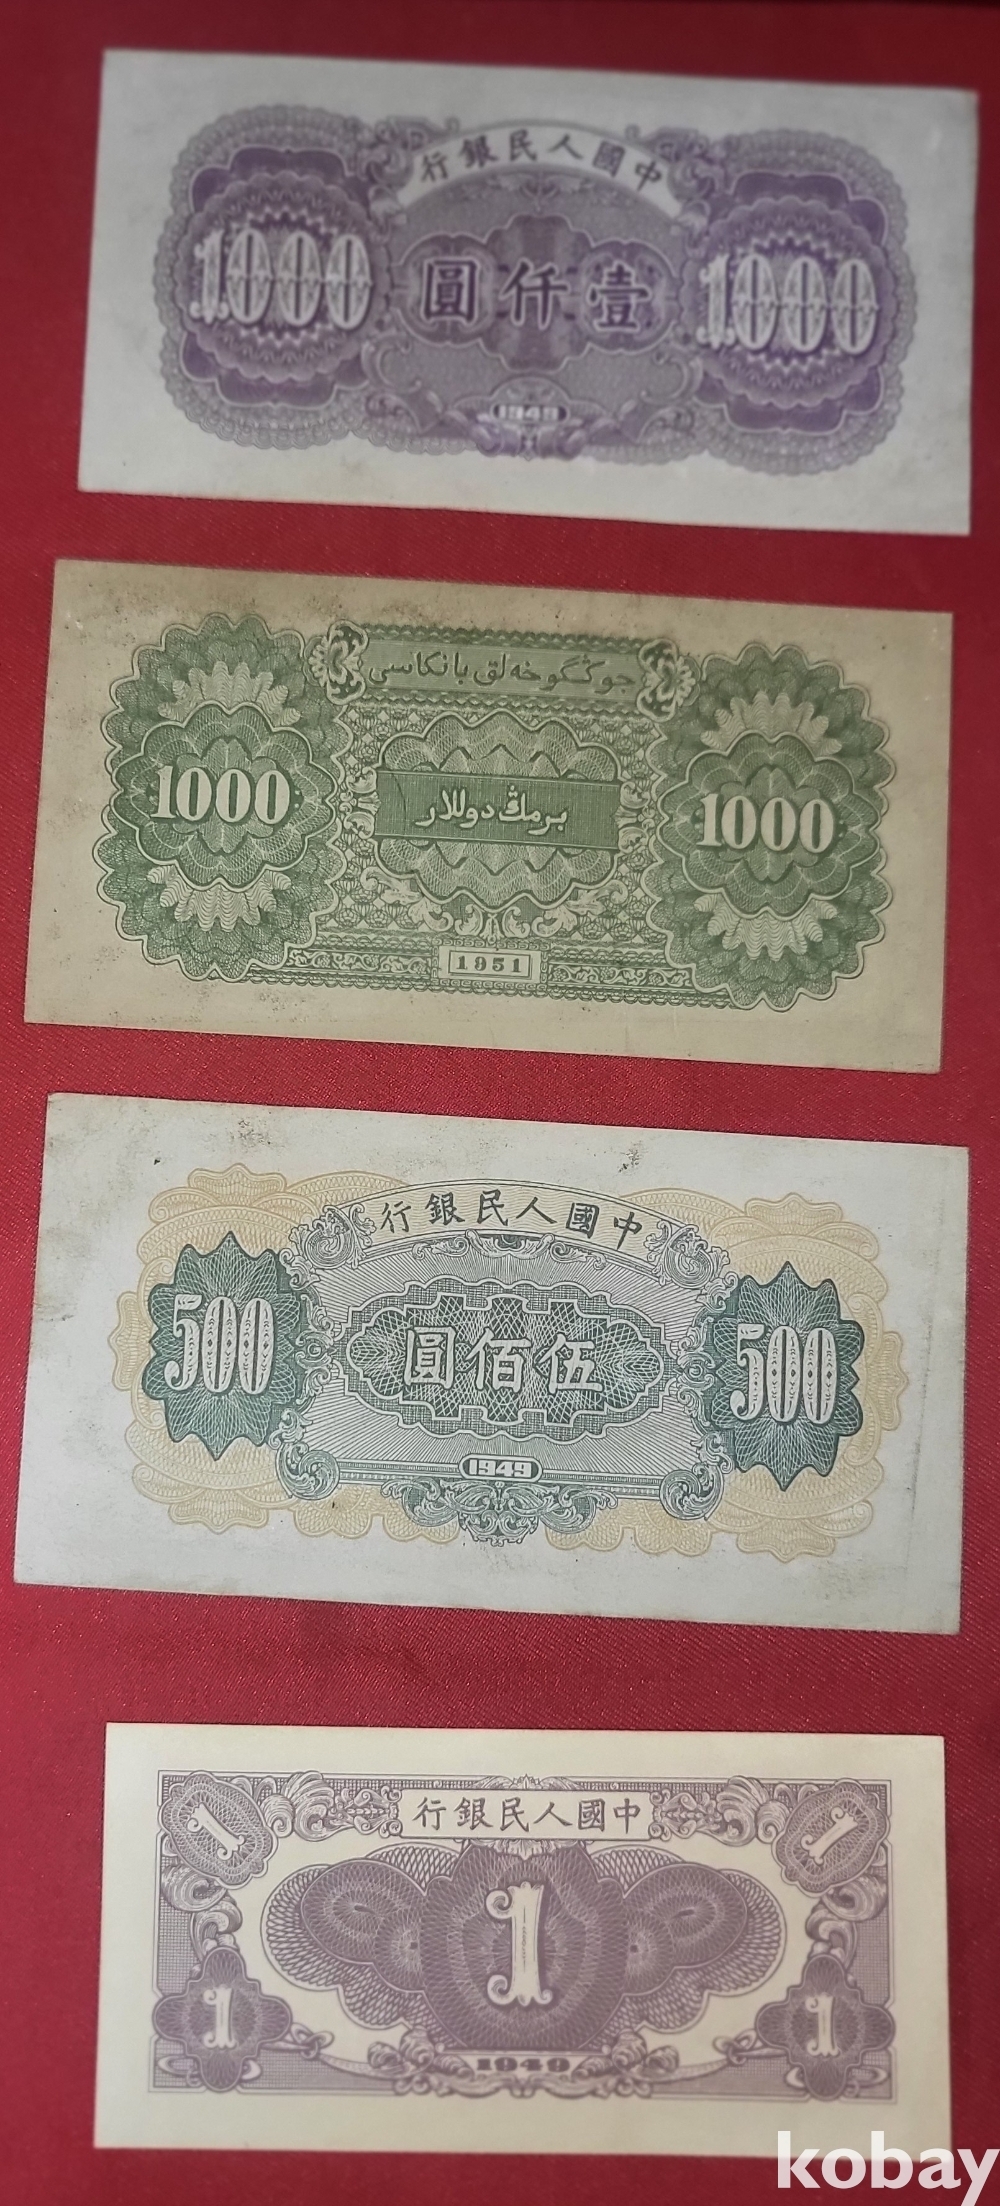 行銀民人國中
1000 圓仟壹 1000
1949
جوڭگوخەلق بانكاسى
1000 برمىڭ دوللار 1000
1951
行銀民人國中
500 圓佰伍 500
1949
行銀民人國中
1 1
1
1 1
1949
kobay